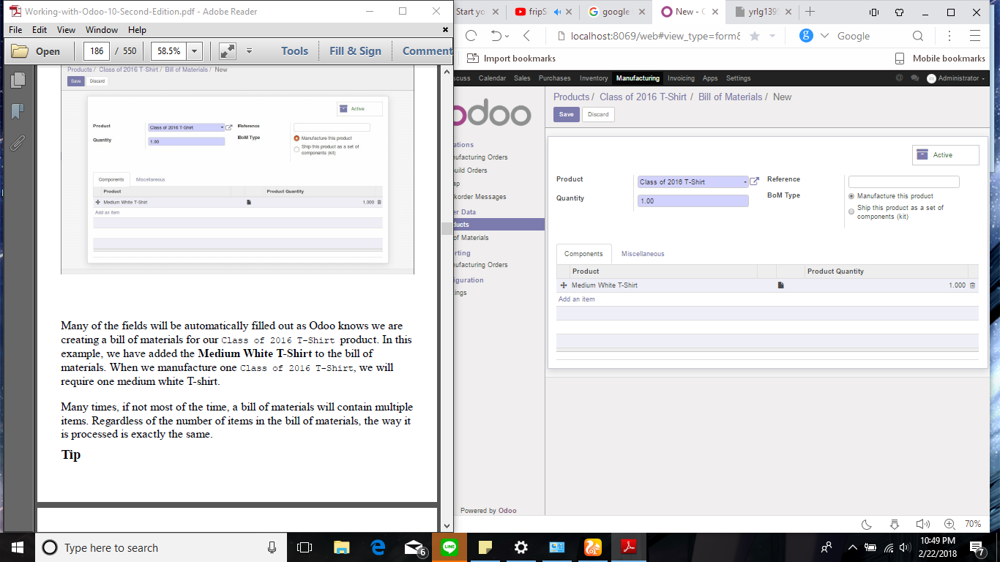 Working-with-Odoo-10-Second-Edition.pdf - Adobe Reader
File Edit View Window Help
Open 186 / 550 58.5% Tools Fill & Sign Comment
Products / Class of 2016 T-Shirt / Bill of Materials / New
Save Discard
Active
Product Class of 2016 T-Shirt Reference
Quantity 1.00 BoM Type Manufacture this product
Ship this product as a set of
components (kit)
Components Miscellaneous
Product Product Quantity
Medium White T-Shirt 1.000
Add an item
Many of the fields will be automatically filled out as Odoo knows we are
creating a bill of materials for our Class of 2016 T-Shirt product. In this
example, we have added the Medium White T-Shirt to the bill of
materials. When we manufacture one Class of 2016 T-Shirt, we will
require one medium white T-shirt.
Many times, if not most of the time, a bill of materials will contain multiple
items. Regardless of the number of items in the bill of materials, the way it
is processed is exactly the same.
Tip
Start yo fripS google New - yrlg139
localhost:8069/web#view_type=form& Google
Import bookmarks Mobile bookmarks
scuss Calendar Sales Purchases Inventory Manufacturing Invoicing Apps Settings Administrator
odoo
ations
nufacturing Orders
uild Orders
ap
korder Messages
er Data
ducts
of Materials
rting
nufacturing Orders
iguration
ings
Powered by Odoo
Products / Class of 2016 T-Shirt / Bill of Materials / New
Save Discard
Active
Product Class of 2016 T-Shirt Reference
Quantity 1.00 BoM Type Manufacture this product
Ship this product as a set of
components (kit)
Components Miscellaneous
Product Product Quantity
Medium White T-Shirt 1.000
Add an item
70%
Type here to search 6 LINE 10:49 PM
2/22/2018 7